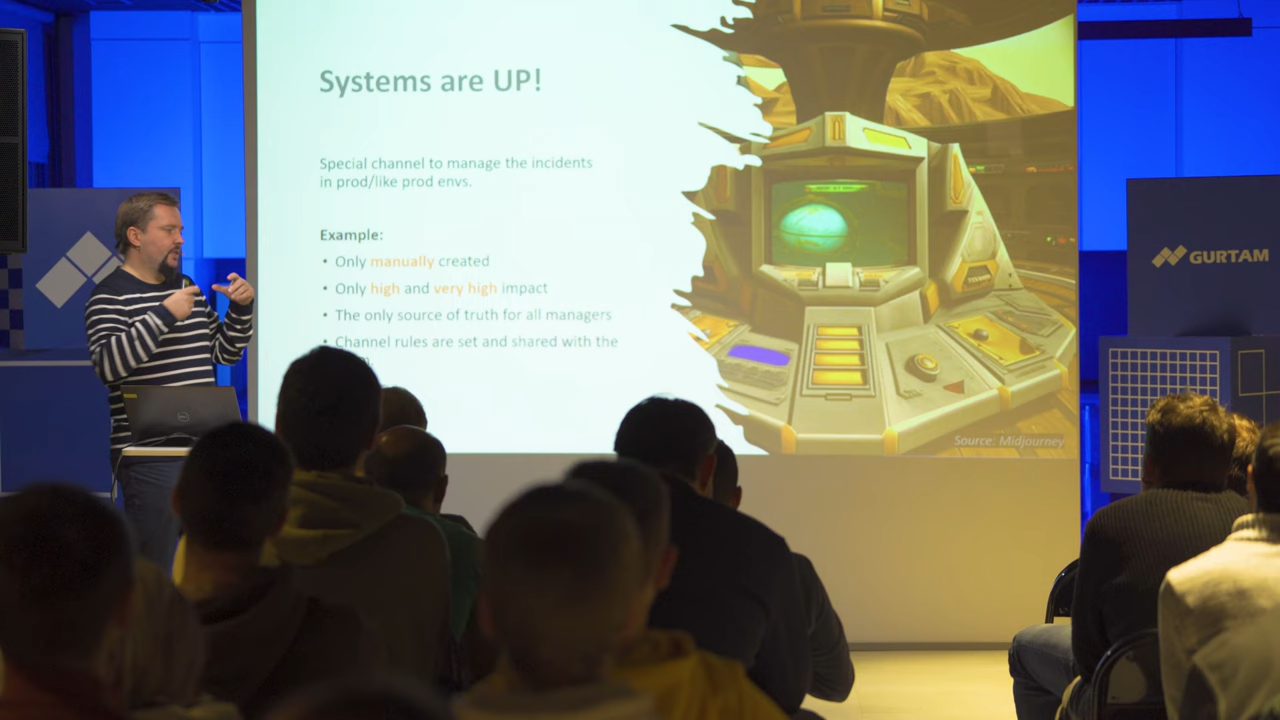 Systems are UP!
Special channel to manage the incidents
in prod/like prod envs.
Example:
• Only manually created
• Only high and very high impact
• The only source of truth for all managers
• Channel rules are set and shared with the
Source: Midjourney
GURTAM
DELL